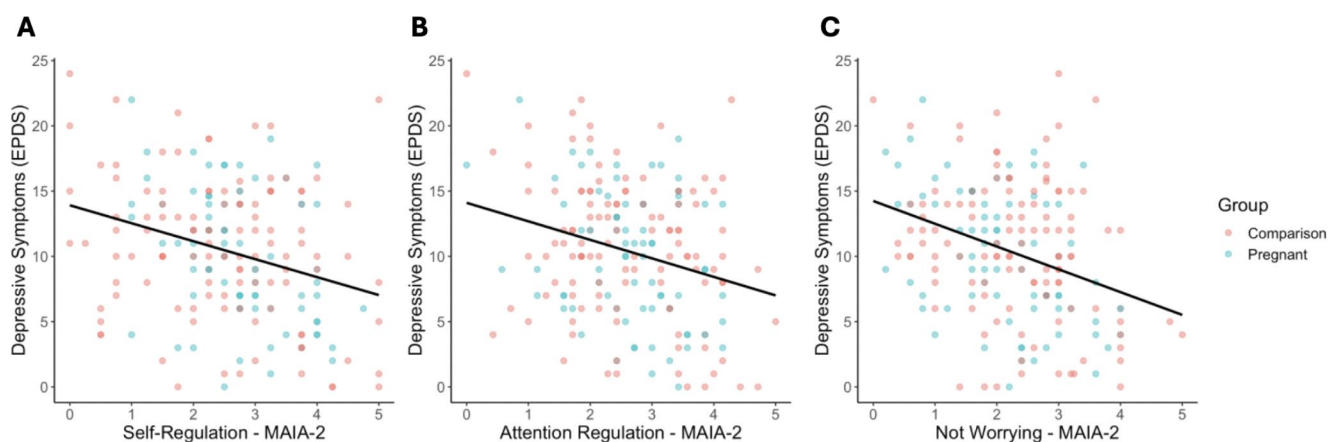 A
Depressive Symptoms (EPDS)
25
20
15
10
5
0
0 1 2 3 4 5
Self-Regulation - MAIA-2
B
Depressive Symptoms (EPDS)
25
20
15
10
5
0
0 1 2 3 4 5
Attention Regulation - MAIA-2
C
Depressive Symptoms (EPDS)
25
20
15
10
5
0
0 1 2 3 4 5
Not Worrying - MAIA-2
Group
Comparison
Pregnant